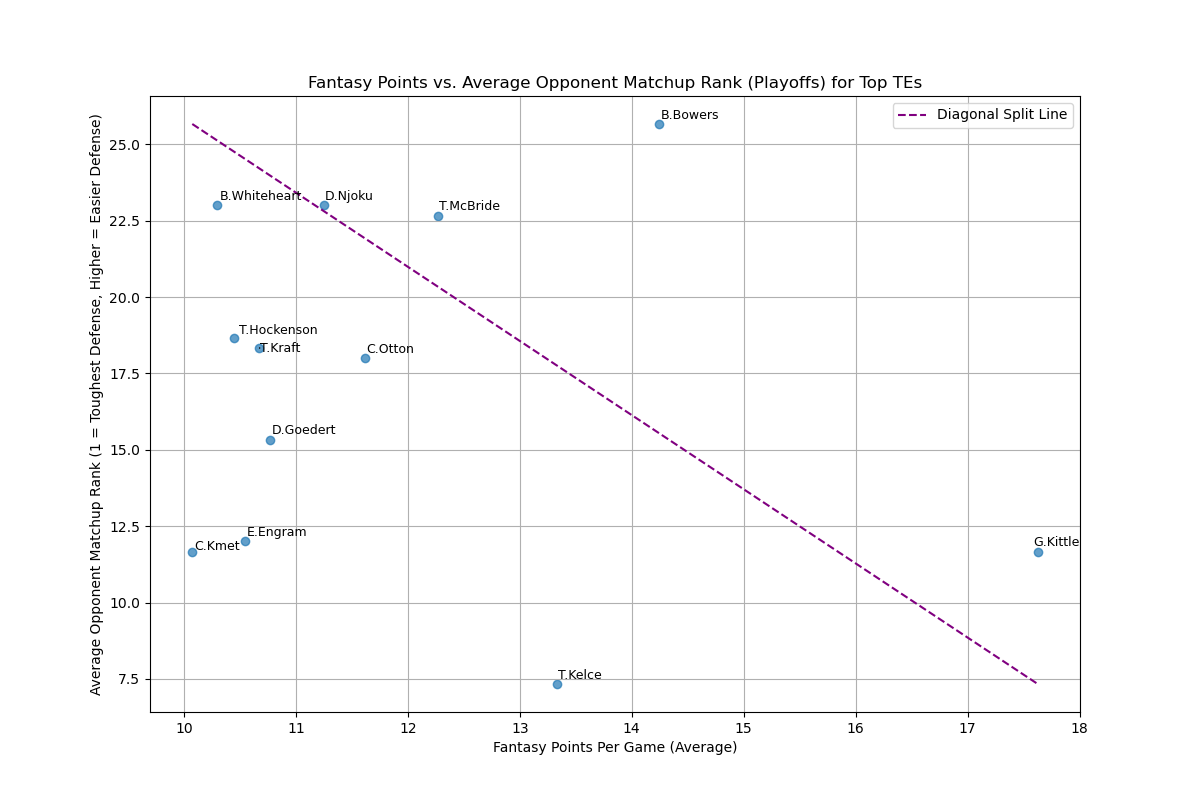 Fantasy Points vs. Average Opponent Matchup Rank (Playoffs) for Top TEs
Diagonal Split Line
Average Opponent Matchup Rank (1 = Toughest Defense, Higher = Easier Defense)
25.0
22.5
20.0
17.5
15.0
12.5
10.0
7.5
B.Bowers
B.Whiteheart
D.Njoku
T.McBride
T.Hockenson
T.Kraft
C.Otton
D.Goedert
E.Engram
C.Kmet
G.Kittle
T.Kelce
10 11 12 13 14 15 16 17 18
Fantasy Points Per Game (Average)